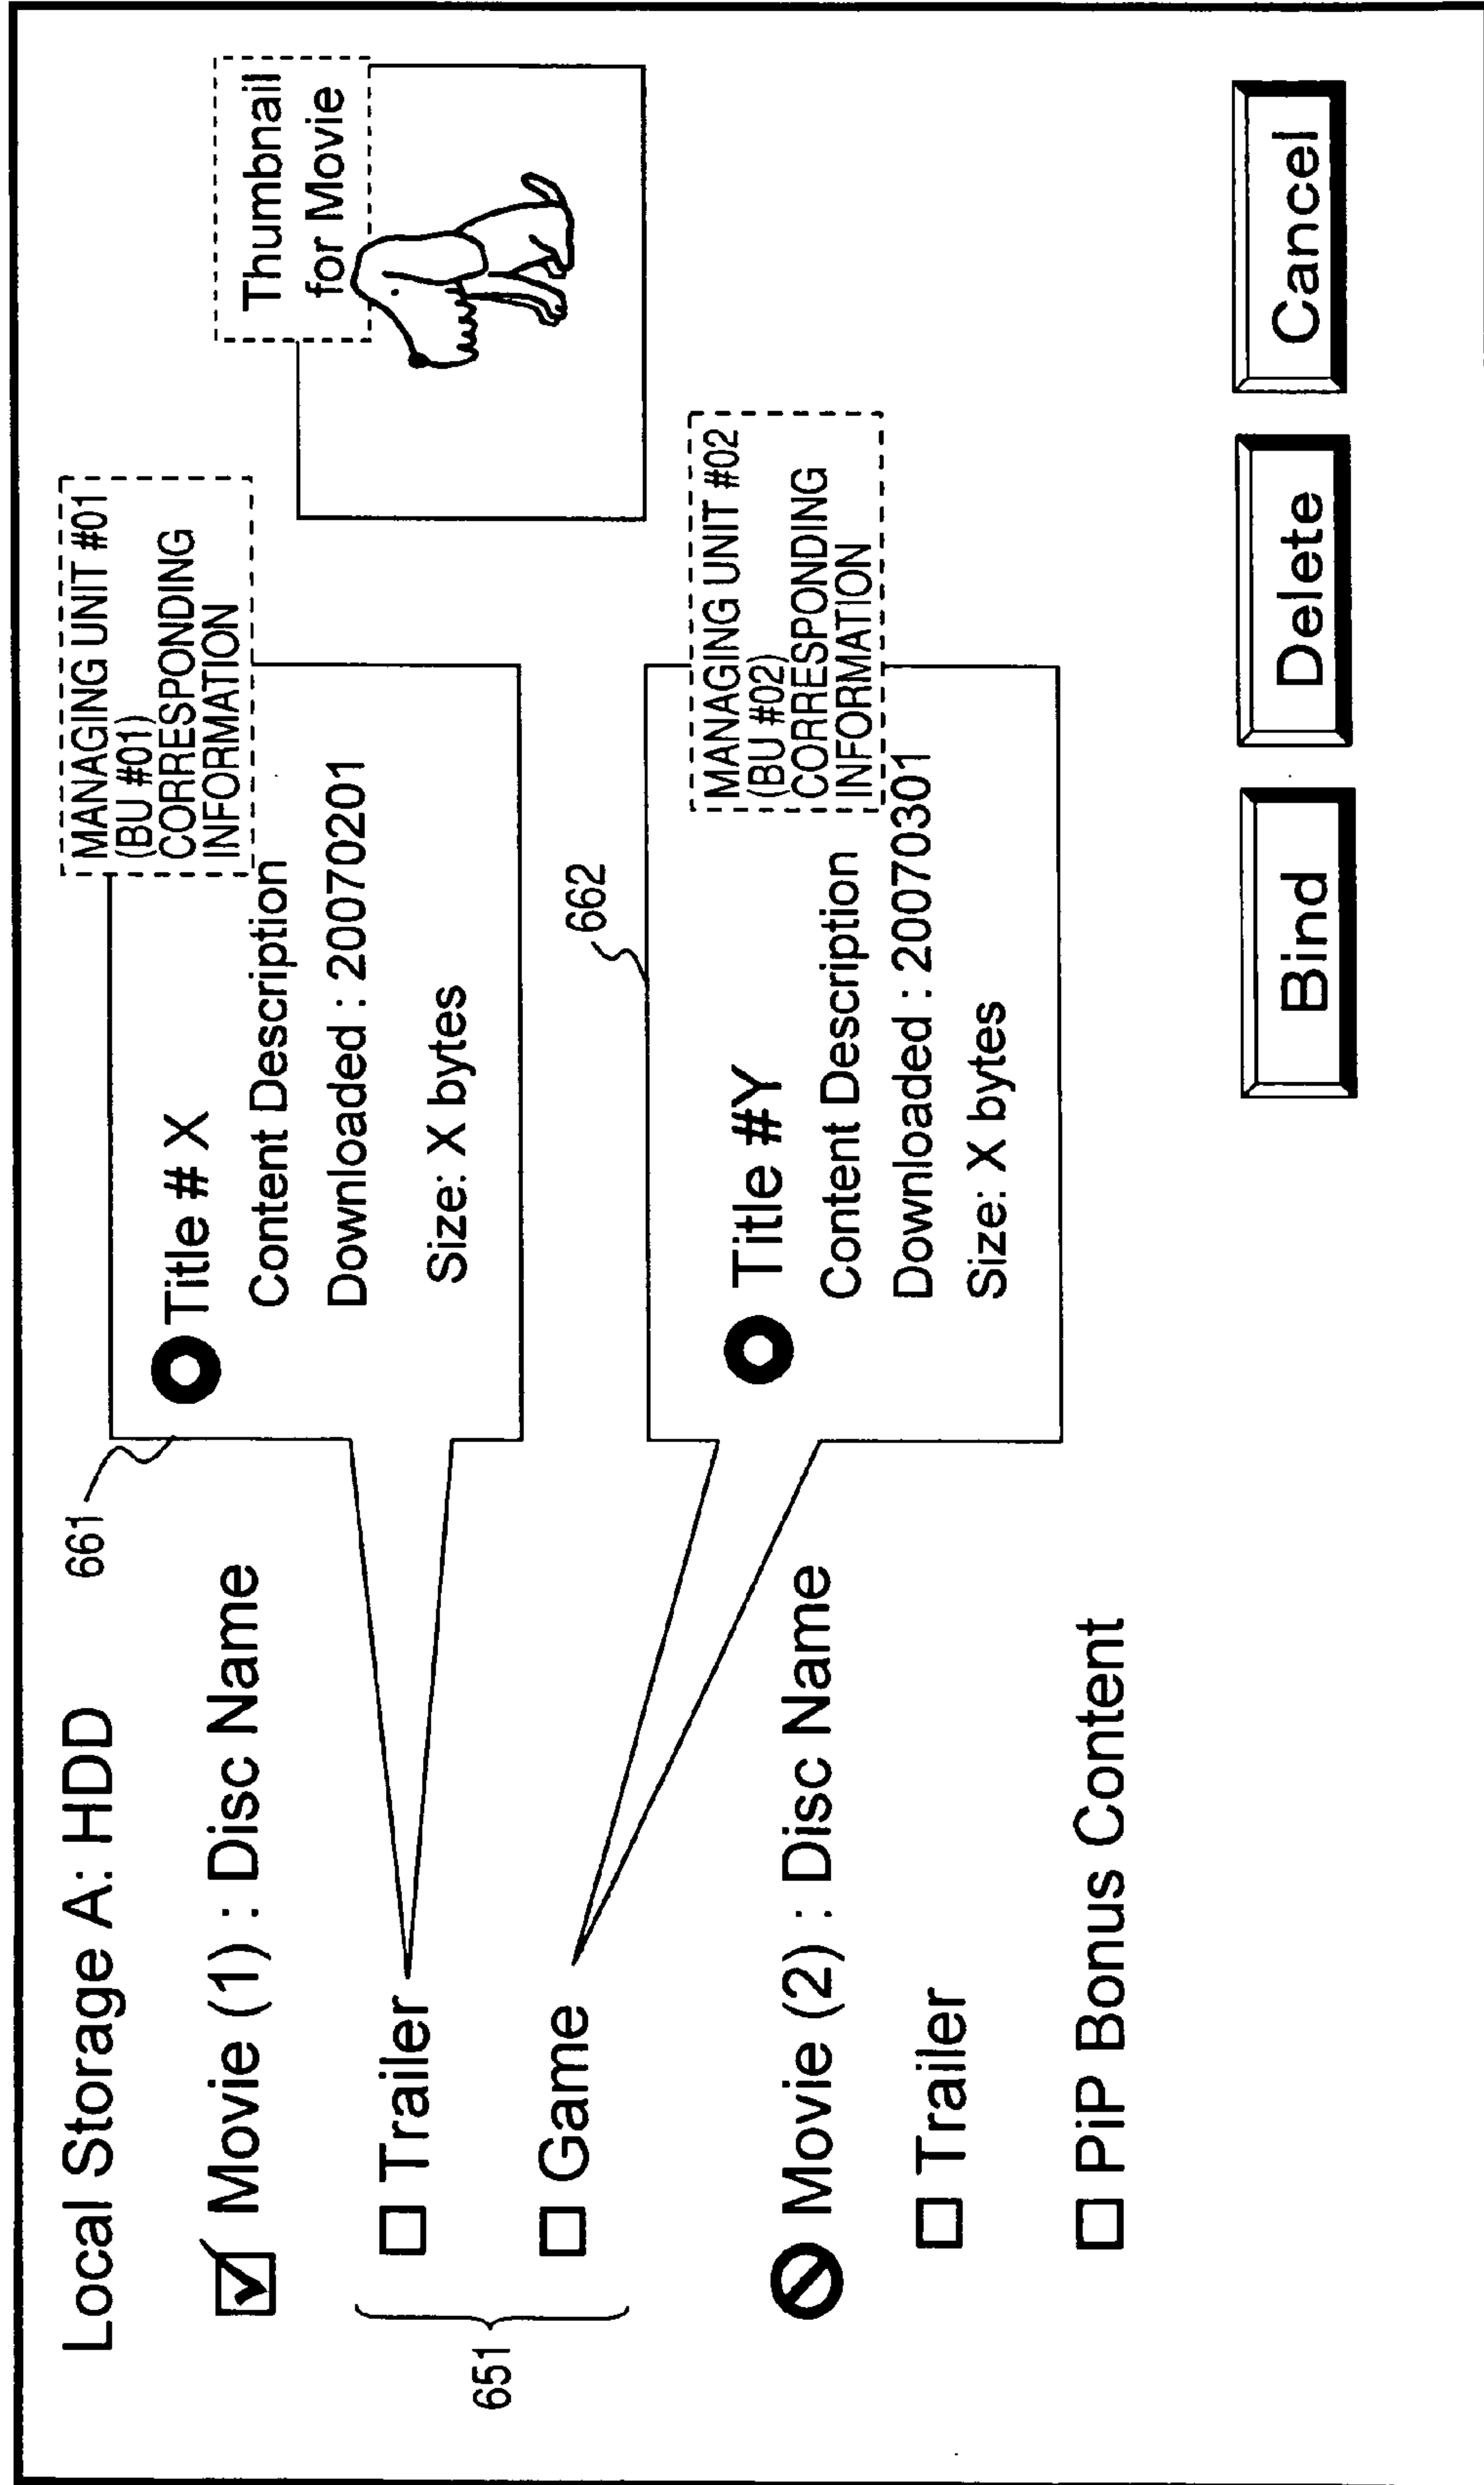 Local Storage A: HDD
661
MANAGING UNIT #01
(BU #01)
CORRESPONDING
INFORMATION
Movie (1) : Disc Name
Title # X
Content Description
Downloaded : 20070201
Size: X bytes
Thumbnail
for Movie
651
Trailer
Game
662
MANAGING UNIT #02
(BU #02)
CORRESPONDING
INFORMATION
Title #Y
Content Description
Downloaded : 20070301
Size: X bytes
Movie (2) : Disc Name
Trailer
PiP Bonus Content
Bind
Delete
Cancel